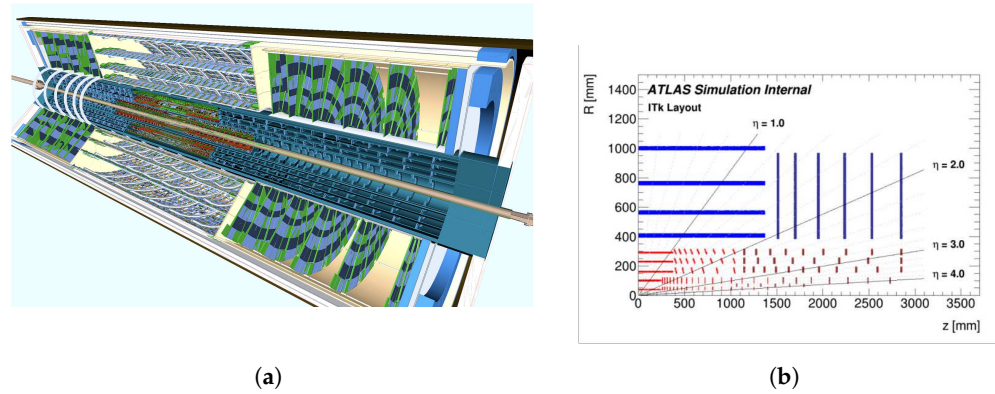 R [mm]
1400
1200
1000
800
600
400
200
0
ATLAS Simulation Internal
ITk Layout
η = 1.0
η = 2.0
η = 3.0
η = 4.0
0 500 1000 1500 2000 2500 3000 3500
z [mm]
(a) (b)